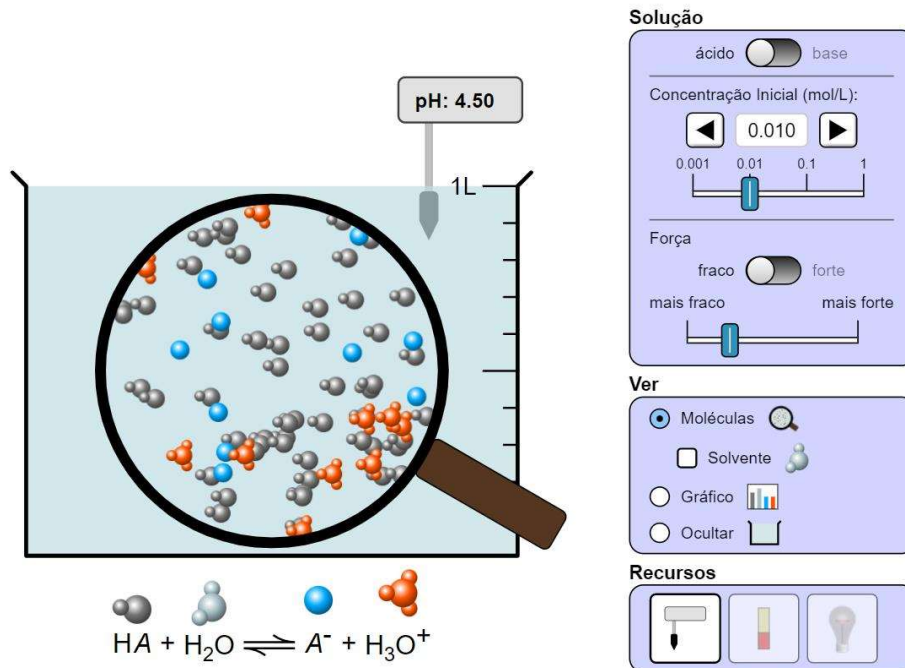 Solução
ácido base
Concentração Inicial (mol/L):
0.010
0.001 0.01 0.1 1
Força
fraco forte
mais fraco mais forte
pH: 4.50
1L
Ver
Moléculas
Solvente
Gráfico
Ocultar
Recursos
HA + H₂O ⇌ A⁻ + H₃O⁺